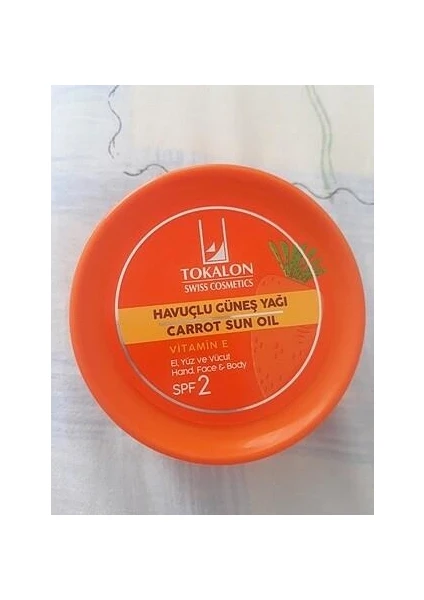 TOKALON
SWISS COSMETICS
HAVUÇLU GÜNEŞ YAĞI
CARROT SUN OIL
VİTAMİN E
El, Yüz ve Vücut
Hand, Face & Body
SPF 2